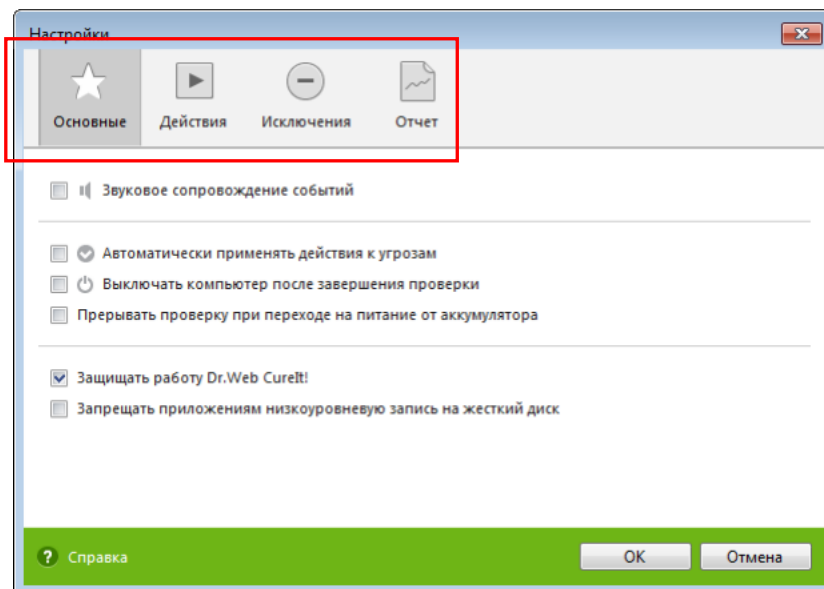 Настройки
Основные Действия Исключения Отчет
Звуковое сопровождение событий
Автоматически применять действия к угрозам
Выключать компьютер после завершения проверки
Прерывать проверку при переходе на питание от аккумулятора
Защищать работу Dr.Web CureIt!
Запрещать приложениям низкоуровневую запись на жесткий диск
? Справка OK Отмена